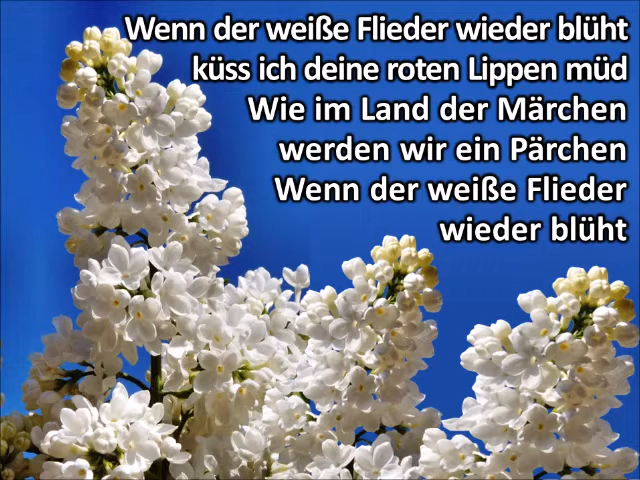 Wenn der weiße Flieder wieder blüht
küss ich deine roten Lippen müd
Wie im Land der Märchen
werden wir ein Pärchen
Wenn der weiße Flieder
wieder blüht